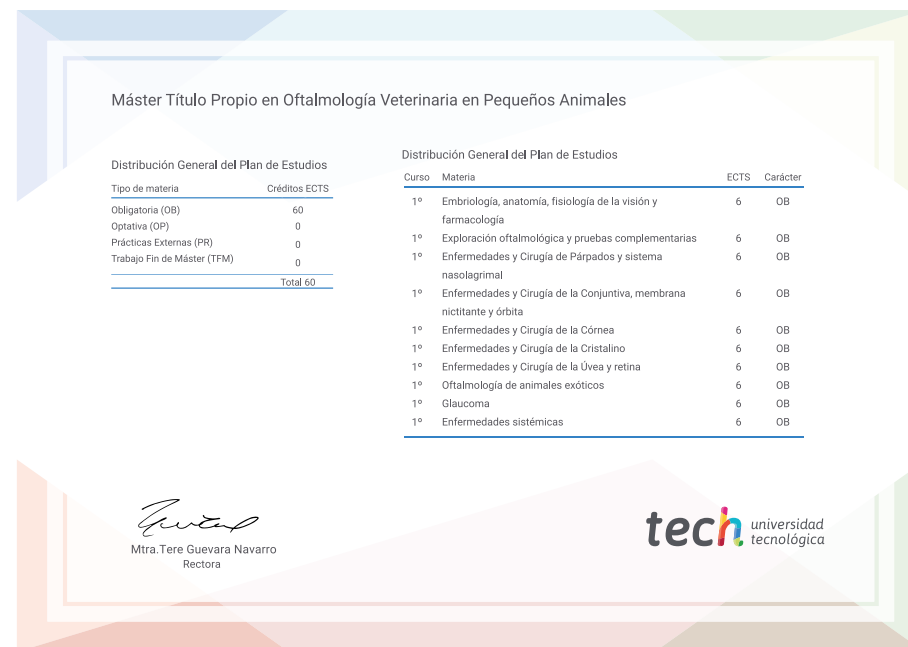 Máster Título Propio en Oftalmología Veterinaria en Pequeños Animales
Distribución General del Plan de Estudios
Tipo de materia Créditos ECTS
Obligatoria (OB) 60
Optativa (OP) 0
Prácticas Externas (PR) 0
Trabajo Fin de Máster (TFM) 0
Total 60
Distribución General del Plan de Estudios
Curso Materia ECTS Carácter
1º Embriología, anatomía, fisiología de la visión y 6 OB
farmacología
1º Exploración oftalmológica y pruebas complementarias 6 OB
1º Enfermedades y Cirugía de Párpados y sistema 6 OB
nasolagrimal
1º Enfermedades y Cirugía de la Conjuntiva, membrana 6 OB
nictitante y órbita
1º Enfermedades y Cirugía de la Córnea 6 OB
1º Enfermedades y Cirugía de la Cristalino 6 OB
1º Enfermedades y Cirugía de la Úvea y retina 6 OB
1º Oftalmología de animales exóticos 6 OB
1º Glaucoma 6 OB
1º Enfermedades sistémicas 6 OB
Mtra.Tere Guevara Navarro
Rectora
tech universidad
tecnológica